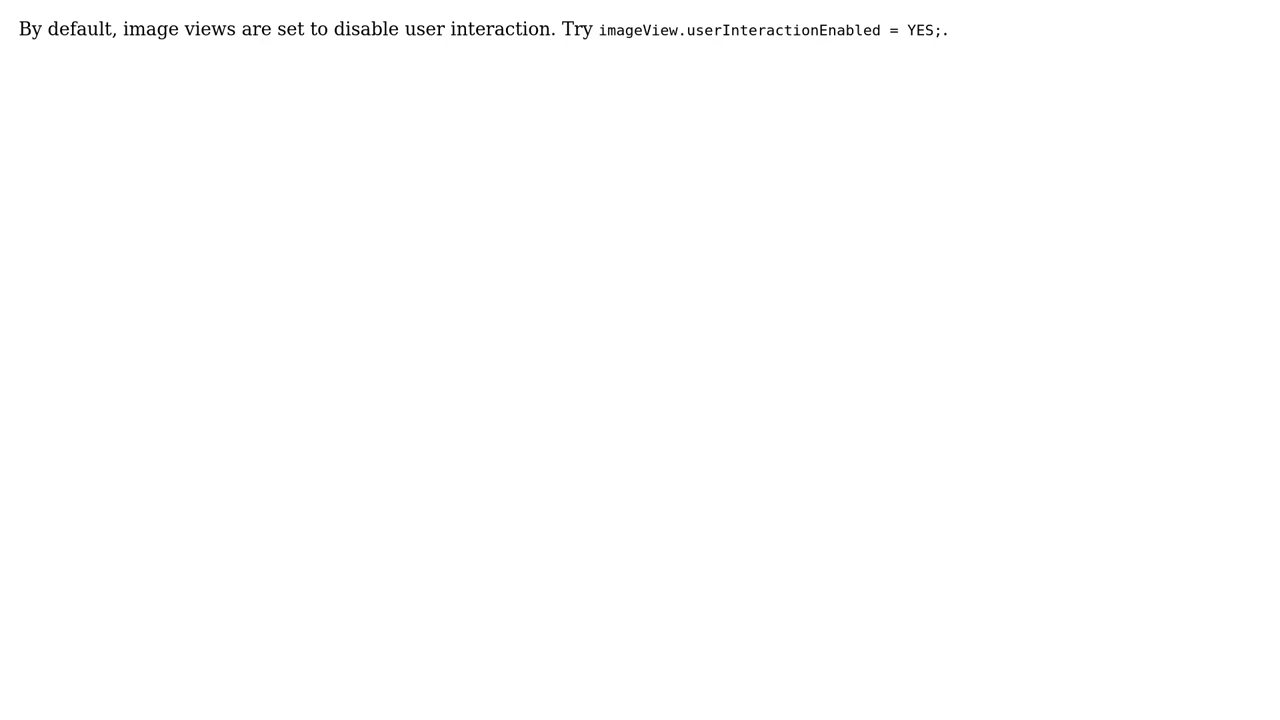 By default, image views are set to disable user interaction. Try imageView.userInteractionEnabled = YES;.